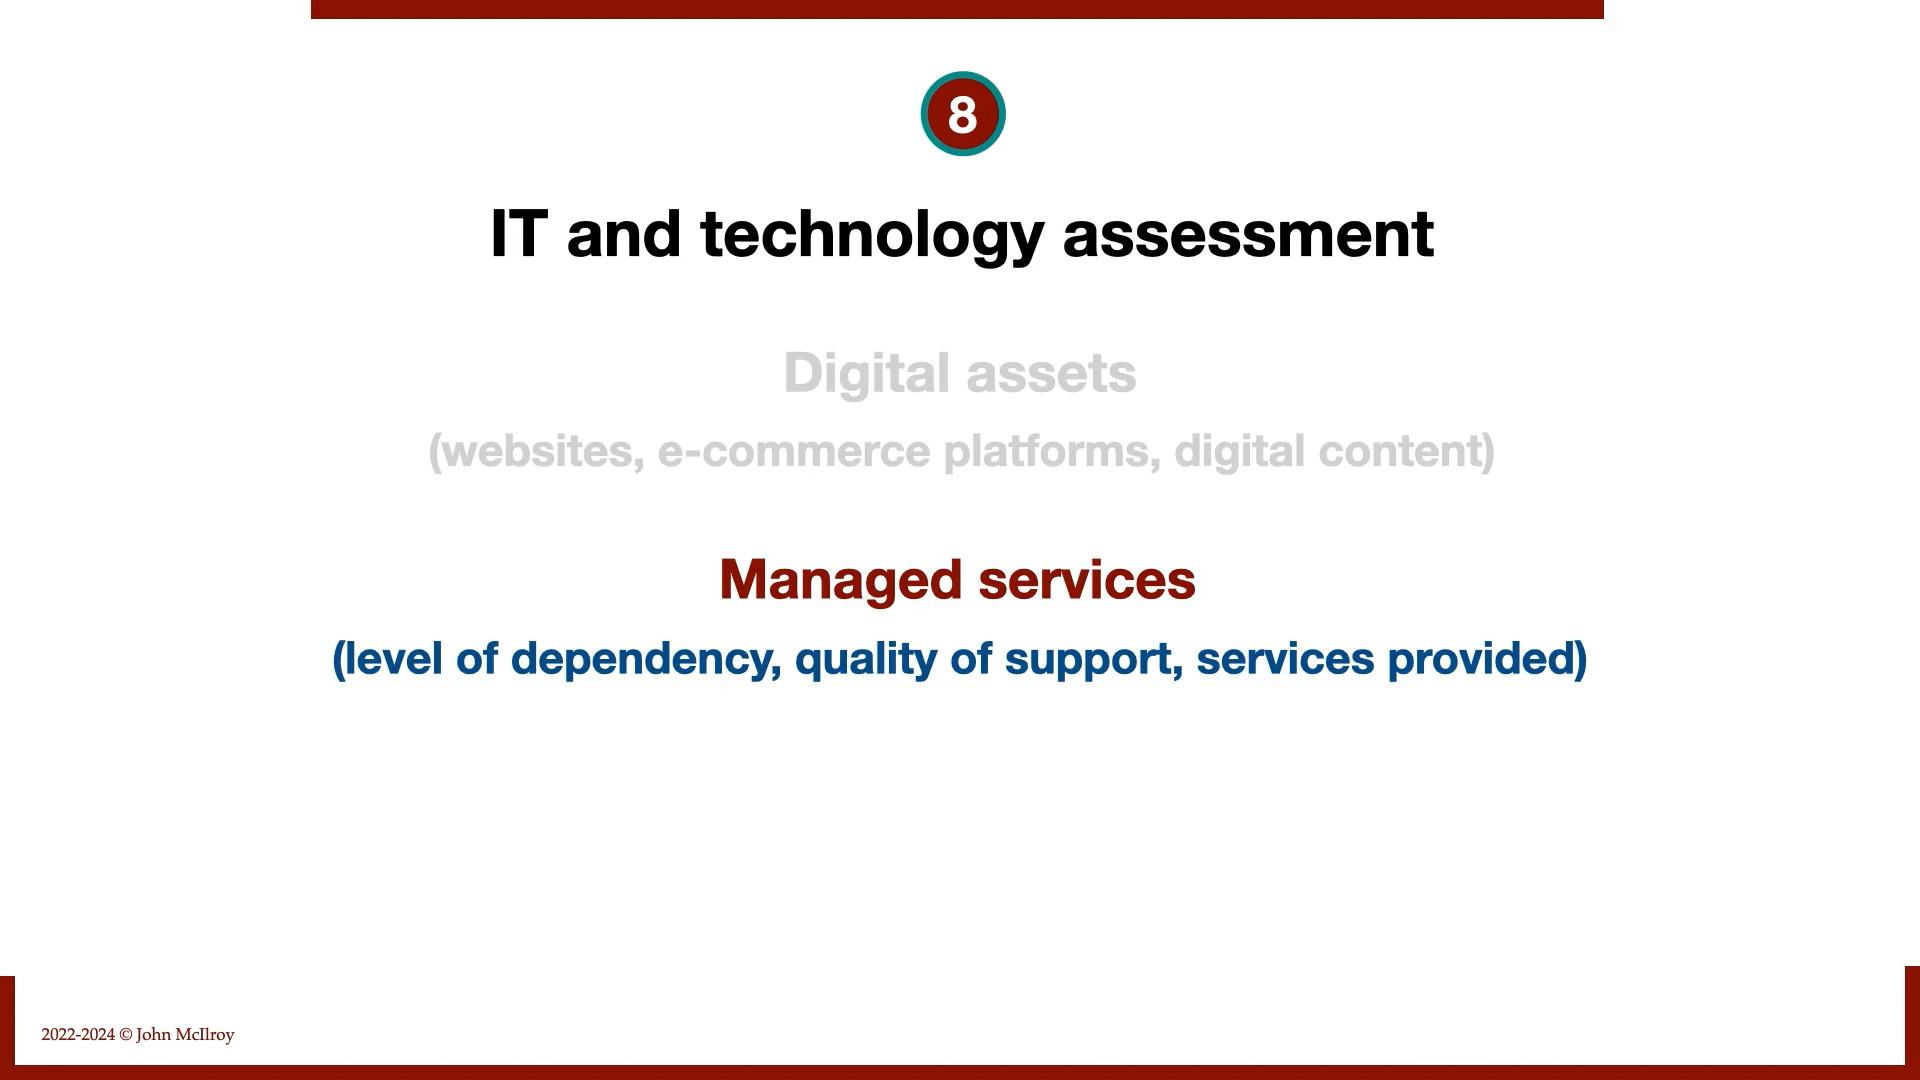 8
IT and technology assessment
Digital assets
(websites, e-commerce platforms, digital content)
Managed services
(level of dependency, quality of support, services provided)
2022-2024 © John McIlroy